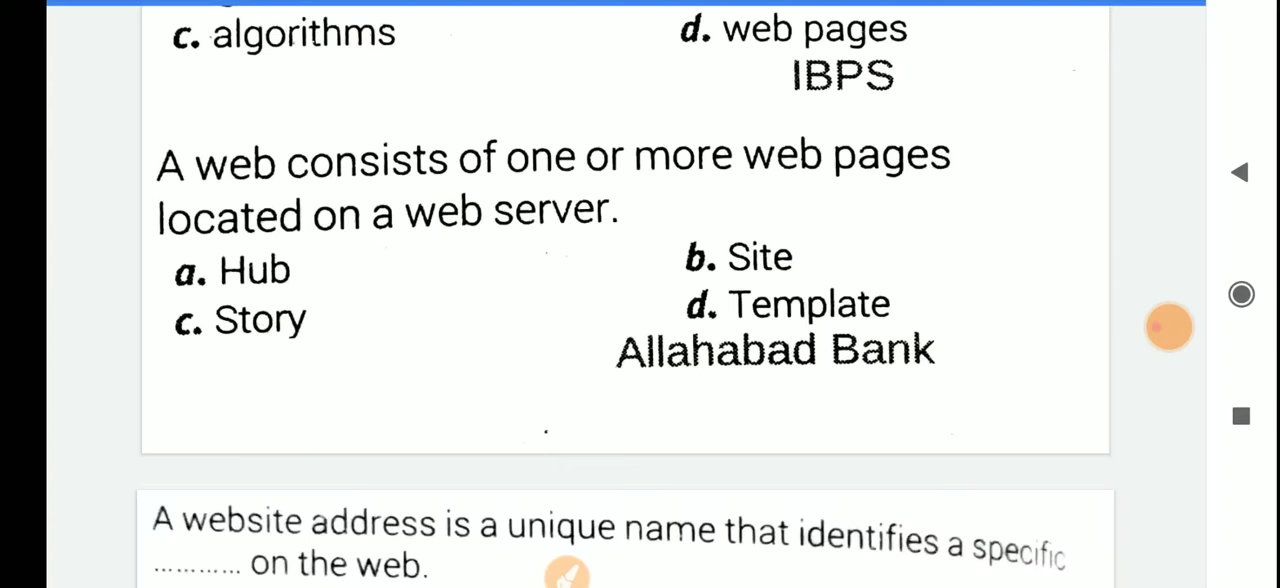 c. algorithms
d. web pages
IBPS
A web consists of one or more web pages
located on a web server.
a. Hub
b. Site
c. Story
d. Template
Allahabad Bank
A website address is a unique name that identifies a specific
........... on the web.